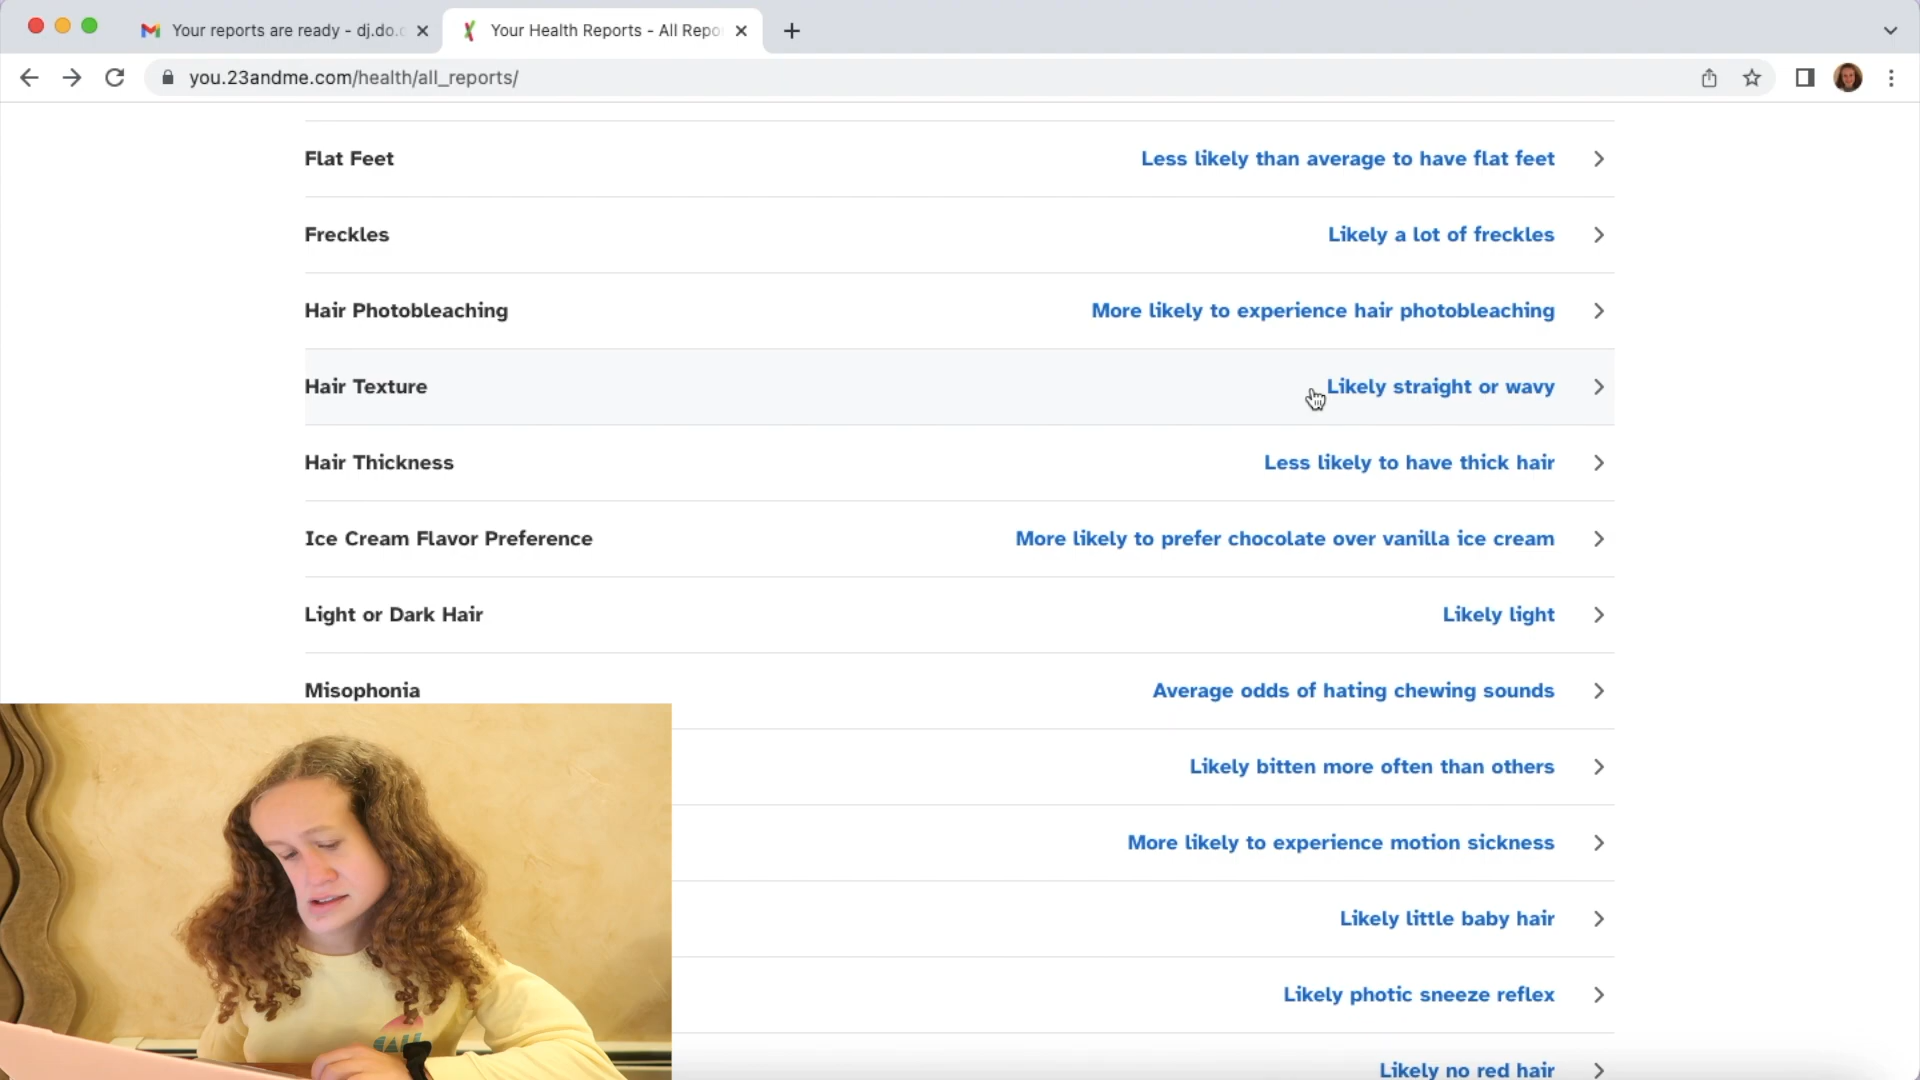 Your reports are ready - dj.do.
Your Health Reports - All Repo
you.23andme.com/health/all_reports/
Flat Feet Less likely than average to have flat feet
Freckles Likely a lot of freckles
Hair Photobleaching More likely to experience hair photobleaching
Hair Texture Likely straight or wavy
Hair Thickness Less likely to have thick hair
Ice Cream Flavor Preference More likely to prefer chocolate over vanilla ice cream
Light or Dark Hair Likely light
Misophonia Average odds of hating chewing sounds
Likely bitten more often than others
More likely to experience motion sickness
Likely little baby hair
Likely photic sneeze reflex
Likely no red hair